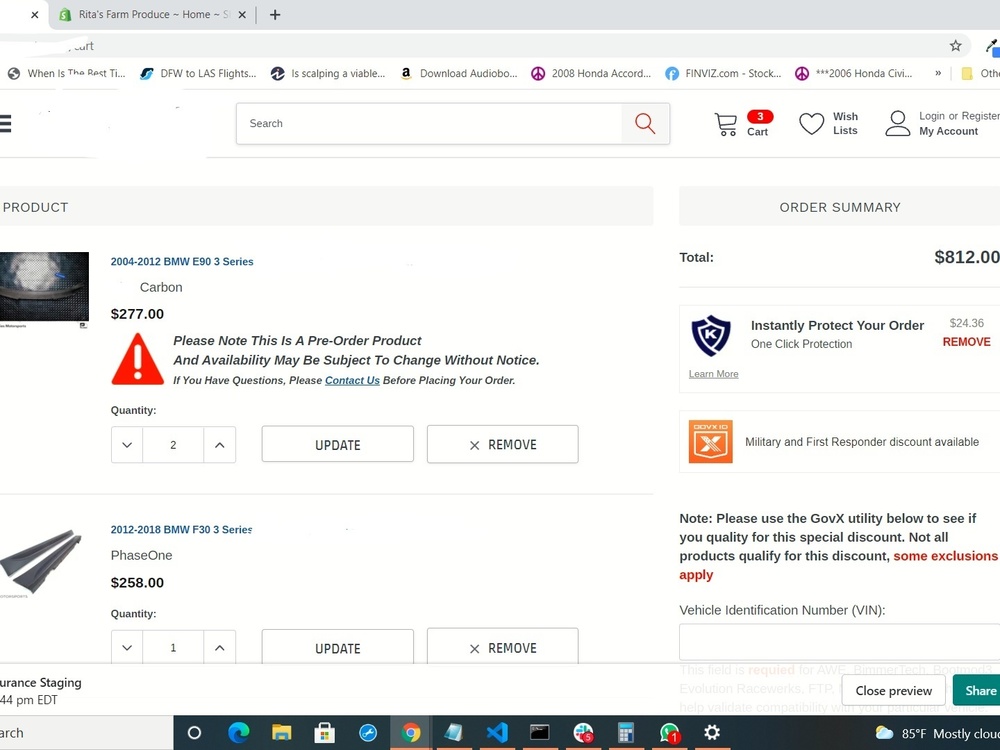 Rita's Farm Produce ~ Home ~
cart
When Is The Best Ti...
DFW to LAS Flights...
Is scalping a viable...
Download Audiobo...
2008 Honda Accord...
FINVIZ.com - Stock...
***2006 Honda Civi...
»
Search
3
Cart
Wish
Lists
Login or Register
My Account
PRODUCT
ORDER SUMMARY
2004-2012 BMW E90 3 Series
Carbon
$277.00
Please Note This Is A Pre-Order Product
And Availability May Be Subject To Change Without Notice.
If You Have Questions, Please Contact Us Before Placing Your Order.
Quantity:
2
UPDATE
REMOVE
2012-2018 BMW F30 3 Series
PhaseOne
$258.00
Quantity:
1
UPDATE
REMOVE
Total:
$812.00
Instantly Protect Your Order
$24.36
One Click Protection
REMOVE
Learn More
GOVX ID
Military and First Responder discount available
Note: Please use the GovX utility below to see if
you quality for this special discount. Not all
products qualify for this discount, some exclusions
apply
Vehicle Identification Number (VIN):
This field is requied for AWE, BimmerTech, Bootmod3,
Evolution Racewerks, FTP,
help validate compatibility with your particular vehicle.
urance Staging
44 pm EDT
Close preview
Share
arch
85°F Mostly clou